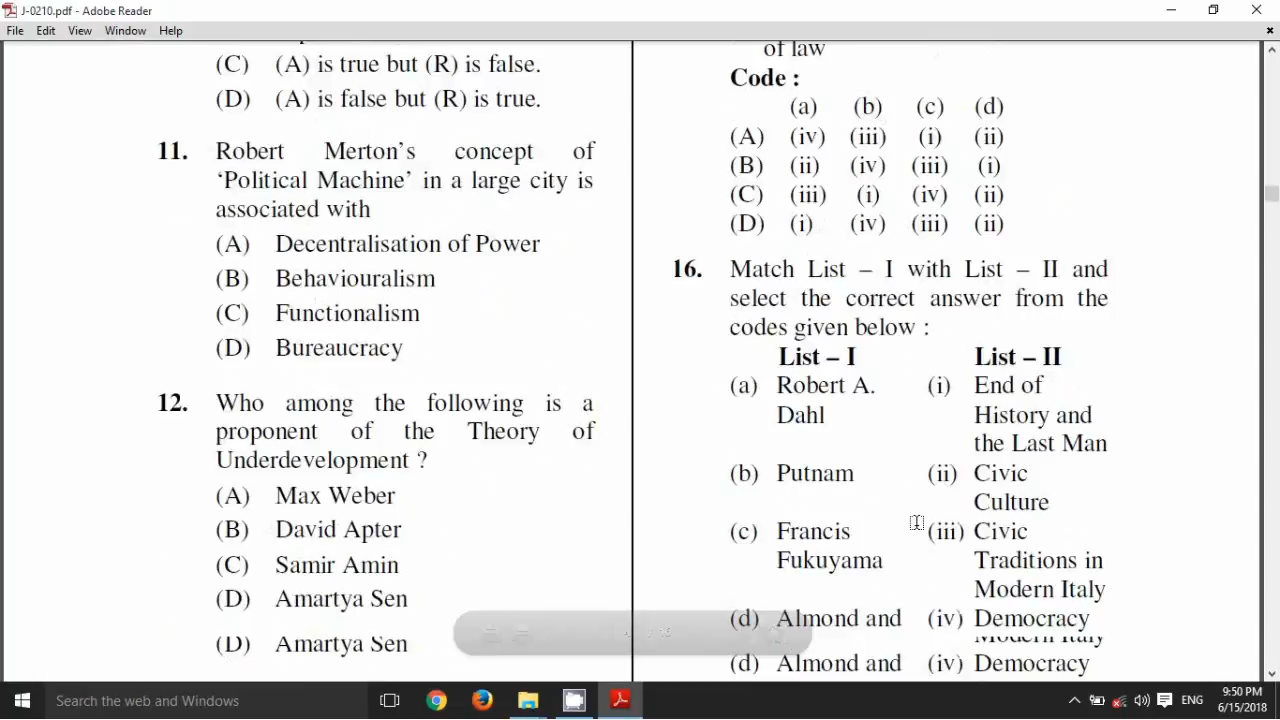 J-0210.pdf - Adobe Reader
File Edit View Window Help
(C) (A) is true but (R) is false.
(D) (A) is false but (R) is true.
11. Robert Merton's concept of
'Political Machine' in a large city is
associated with
(A) Decentralisation of Power
(B) Behaviouralism
(C) Functionalism
(D) Bureaucracy
12. Who among the following is a
proponent of the Theory of
Underdevelopment ?
(A) Max Weber
(B) David Apter
(C) Samir Amin
(D) Amartya Sen
(D) Amartya Sen
of law
Code :
(a) (b) (c) (d)
(A) (iv) (iii) (i) (ii)
(B) (ii) (iv) (iii) (i)
(C) (iii) (i) (iv) (ii)
(D) (i) (iv) (iii) (ii)
16. Match List – I with List – II and
select the correct answer from the
codes given below :
List – I List – II
(a) Robert A. (i) End of
Dahl History and
the Last Man
(b) Putnam (ii) Civic
Culture
(c) Francis (iii) Civic
Fukuyama Traditions in
Modern Italy
(d) Almond and (iv) Democracy
Modern Italy
(d) Almond and (iv) Democracy
Search the web and Windows
ENG
9:50 PM
6/15/2018